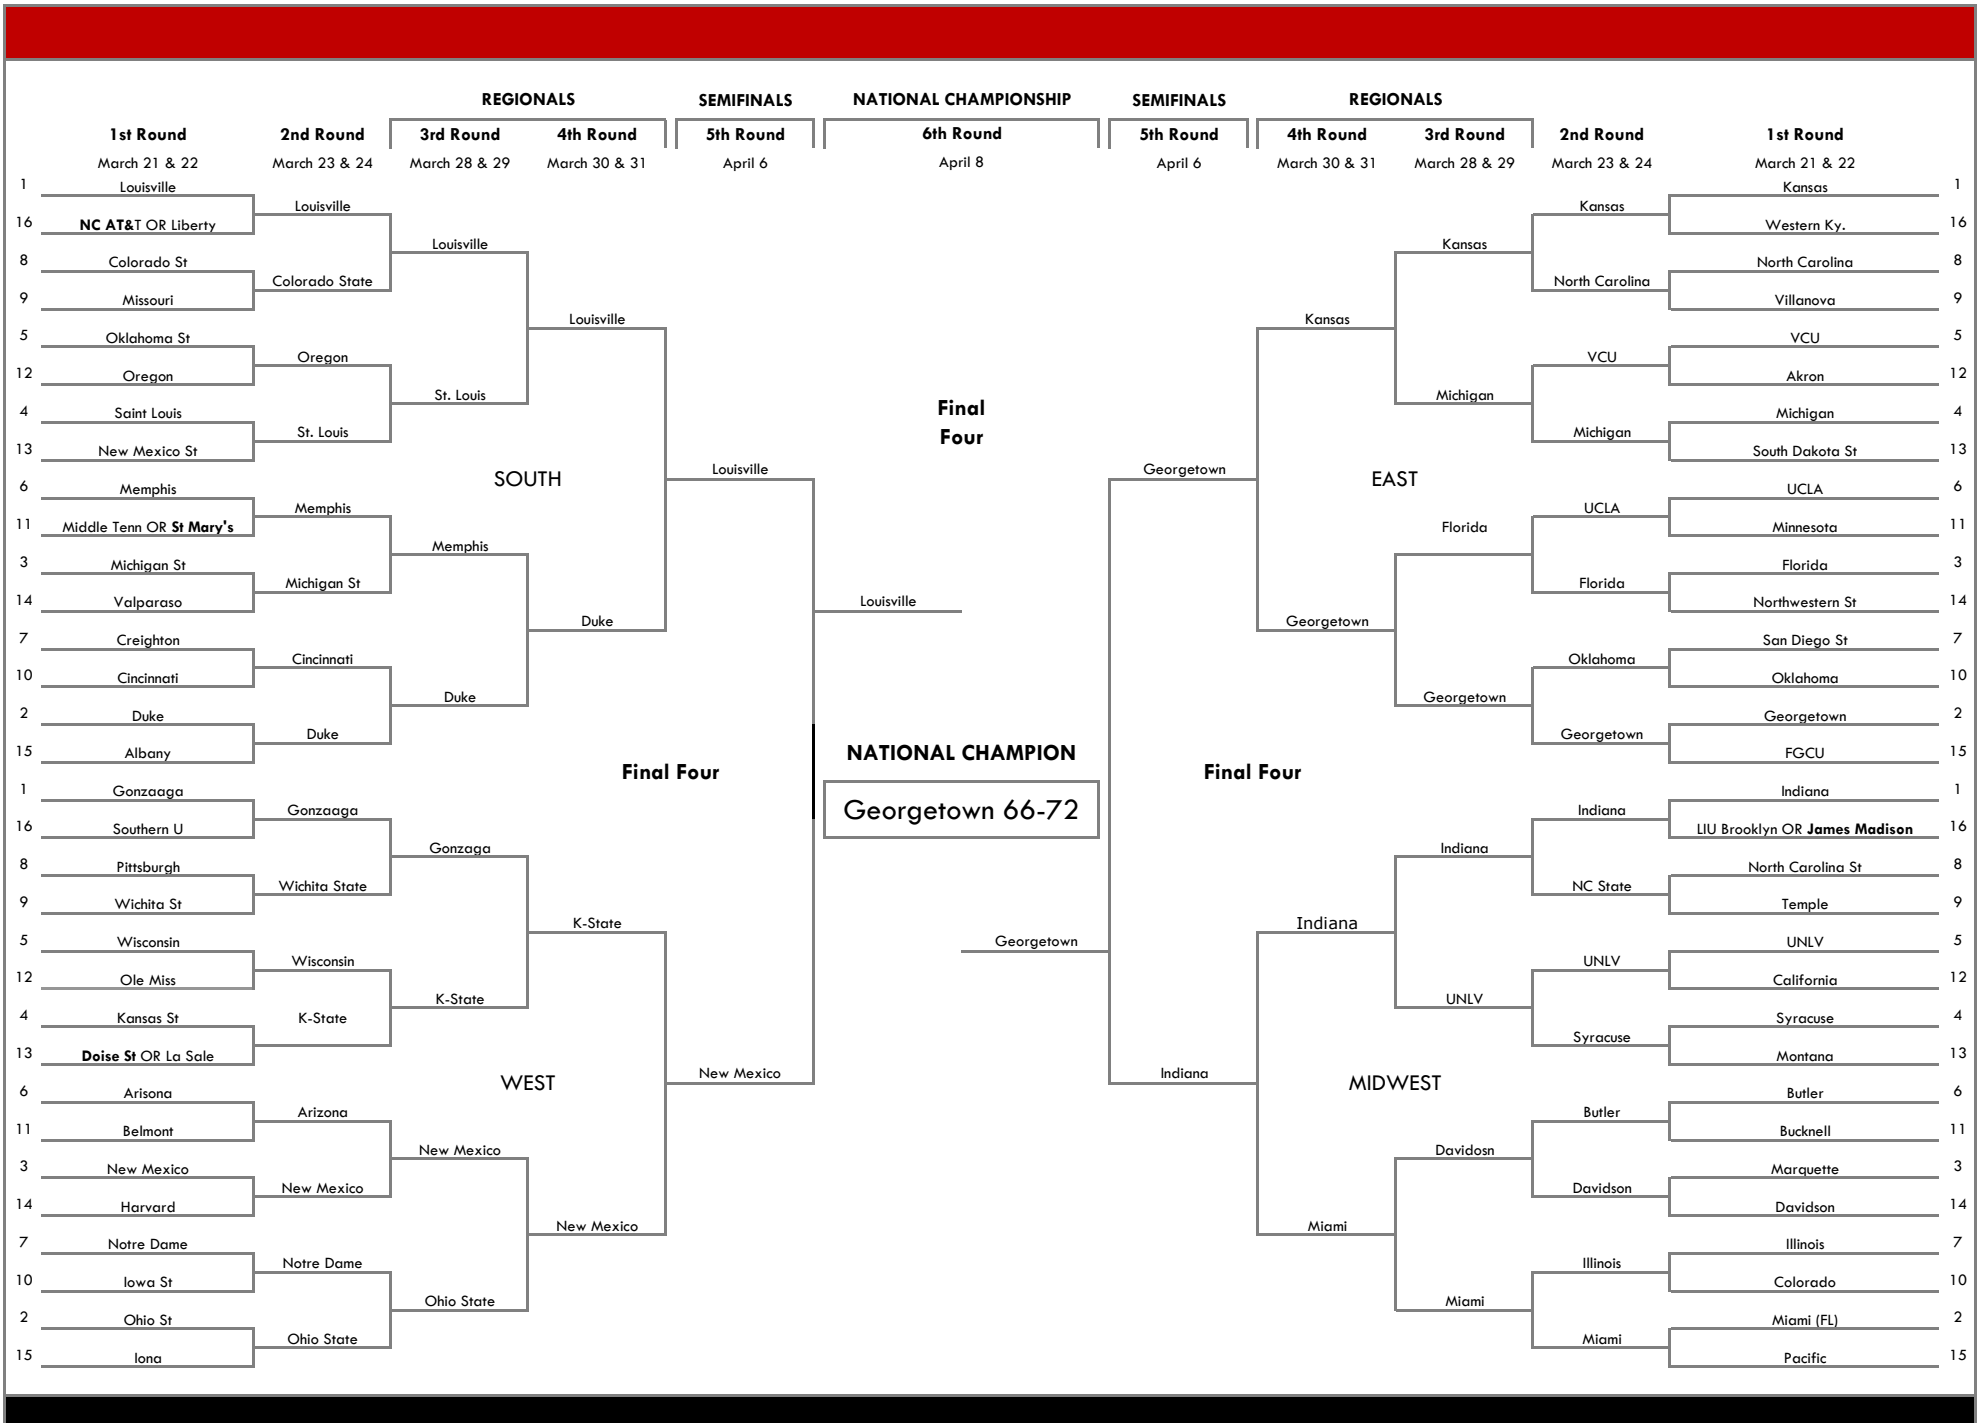 REGIONALS SEMIFINALS NATIONAL CHAMPIONSHIP SEMIFINALS REGIONALS
1st Round 2nd Round 3rd Round 4th Round 5th Round 6th Round 5th Round 4th Round 3rd Round 2nd Round 1st Round
March 21 & 22 March 23 & 24 March 28 & 29 March 30 & 31 April 6 April 8 April 6 March 30 & 31 March 28 & 29 March 23 & 24 March 21 & 22
1 Louisville Kansas 1
Louisville Kansas
16 NC AT&T OR Liberty Western Ky. 16
Louisville Kansas
8 Colorado St North Carolina 8
Colorado State North Carolina
9 Missouri Villanova 9
Louisville Kansas
5 Oklahoma St VCU 5
Oregon VCU
12 Oregon Akron 12
St. Louis Michigan
Final
4 Saint Louis Michigan 4
St. Louis Four Michigan
13 New Mexico St South Dakota St 13
Louisville Georgetown
SOUTH EAST
6 Memphis UCLA 6
Memphis UCLA
11 Middle Tenn OR St Mary's Florida Minnesota 11
Memphis
3 Michigan St Florida 3
Michigan St Florida
14 Valparaso Louisville Northwestern St 14
Duke Georgetown
7 Creighton San Diego St 7
Cincinnati Oklahoma
10 Cincinnati Oklahoma 10
Duke Georgetown
2 Duke Georgetown 2
Duke Georgetown
15 Albany NATIONAL CHAMPION FGCU 15
Final Four Final Four
1 Gonzaaga Indiana 1
Gonzaaga Georgetown 66-72 Indiana
16 Southern U LIU Brooklyn OR James Madison 16
Gonzaga Indiana
8 Pittsburgh North Carolina St 8
Wichita State NC State
9 Wichita St Temple 9
K-State Indiana
5 Wisconsin Georgetown UNLV 5
Wisconsin UNLV
12 Ole Miss California 12
K-State UNLV
4 Kansas St K-State Syracuse 4
Syracuse
13 Doise St OR La Sale Montana 13
New Mexico Indiana
WEST MIDWEST
6 Arisona Butler 6
Arizona Butler
11 Belmont Bucknell 11
New Mexico Davidosn
3 New Mexico Marquette 3
New Mexico Davidson
14 Harvard Davidson 14
New Mexico Miami
7 Notre Dame Illinois 7
Notre Dame Illinois
10 Iowa St Colorado 10
Ohio State Miami
2 Ohio St Miami (FL) 2
Ohio State Miami
15 Iona Pacific 15